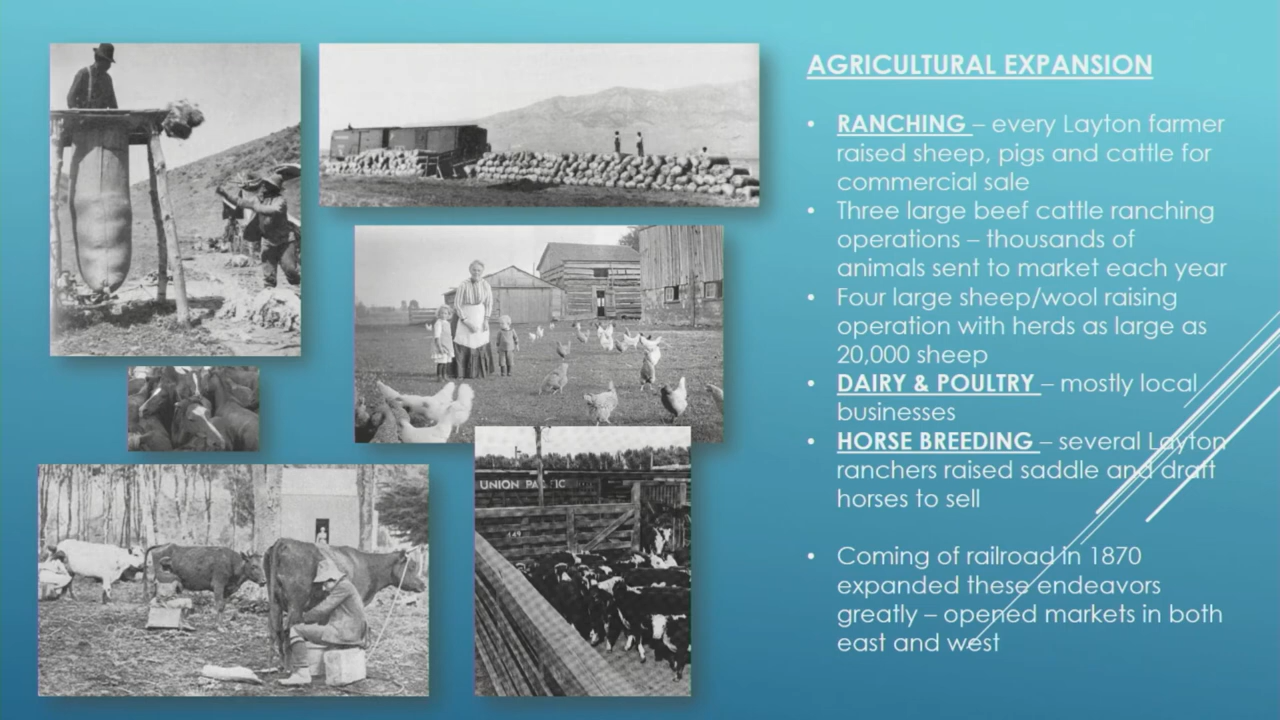 AGRICULTURAL EXPANSION
• RANCHING – every Layton farmer
raised sheep, pigs and cattle for
commercial sale
• Three large beef cattle ranching
operations – thousands of
animals sent to market each year
• Four large sheep/wool raising
operation with herds as large as
20,000 sheep
• DAIRY & POULTRY – mostly local
businesses
• HORSE BREEDING – several Layton
ranchers raised saddle and draft
horses to sell
• Coming of railroad in 1870
expanded these endeavors
greatly – opened markets in both
east and west
UNION PACIFIC